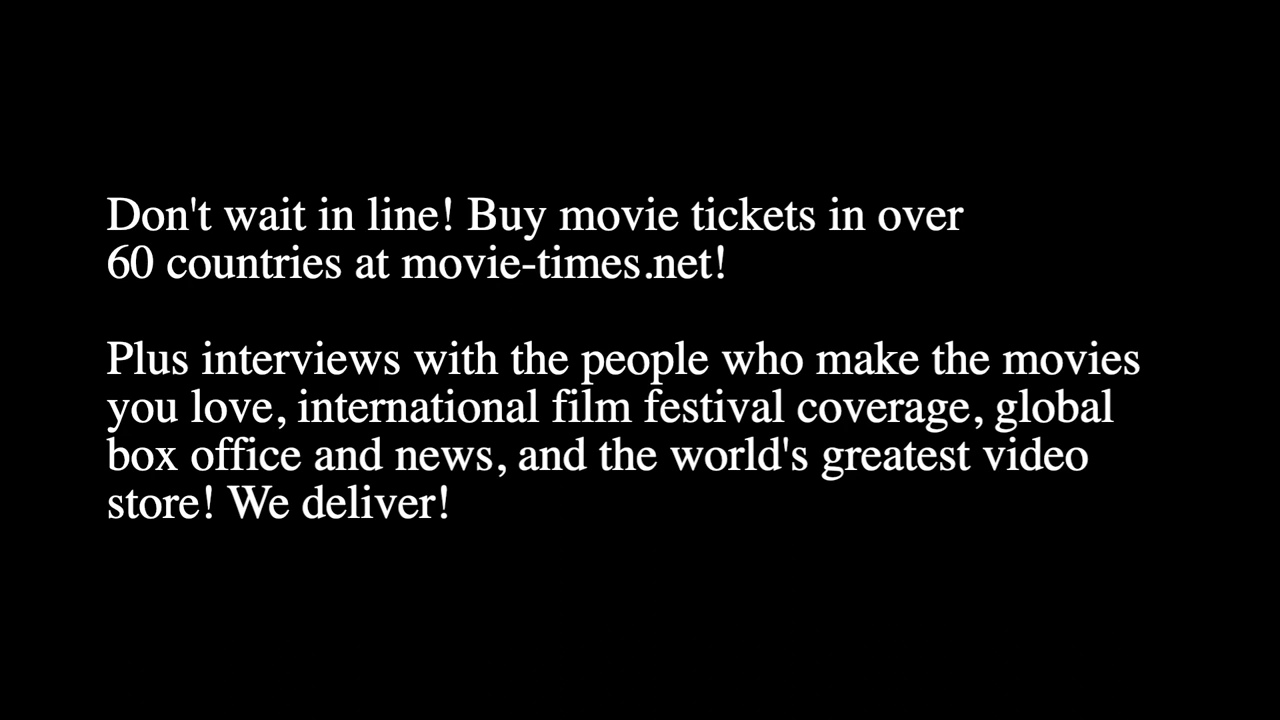 Don't wait in line! Buy movie tickets in over
60 countries at movie-times.net!
Plus interviews with the people who make the movies
you love, international film festival coverage, global
box office and news, and the world's greatest video
store! We deliver!